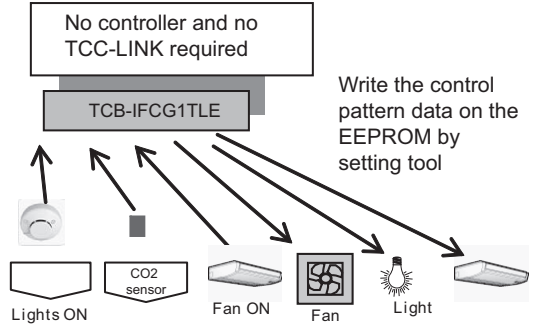 No controller and no
TCC-LINK required
TCB-IFCG1TLE
Write the control
pattern data on the
EEPROM by
setting tool
CO2
sensor
Lights ON
Fan ON
Fan
Light